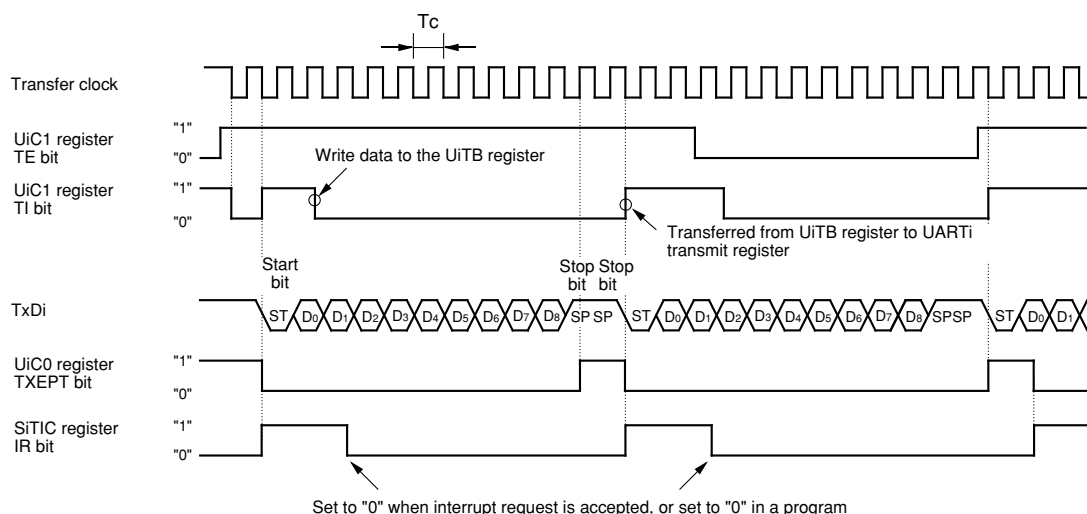 Tc
Transfer clock
UiC1 register
TE bit
"1"
"0"
Write data to the UiTB register
UiC1 register
TI bit
"1"
"0"
Transferred from UiTB register to UARTi
transmit register
Start
bit
Stop
bit
Stop
bit
TxDi
ST D0 D1 D2 D3 D4 D5 D6 D7 D8 SP SP ST D0 D1 D2 D3 D4 D5 D6 D7 D8 SPSP ST D0 D1
UiC0 register
TXEPT bit
"1"
"0"
SiTIC register
IR bit
"1"
"0"
Set to "0" when interrupt request is accepted, or set to "0" in a program